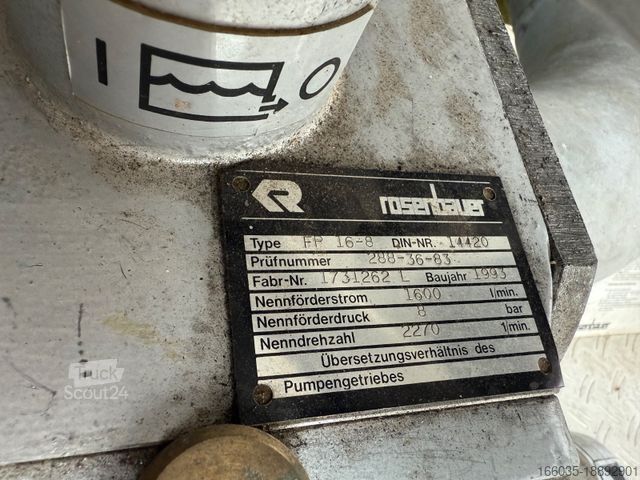 I O
R rosenbauer
Type FP 16-8 DIN-NR. 14420
Prüfnummer 288-36-83
Fabr-Nr. 1731262 L Baujahr 1993
Nennförderstrom 1600 l/min.
Nennförderdruck 8 bar
Nenndrehzahl 2270 1/min.
Übersetzungsverhältnis des
Pumpengetriebes
Truck
Scout24
166035-18892901